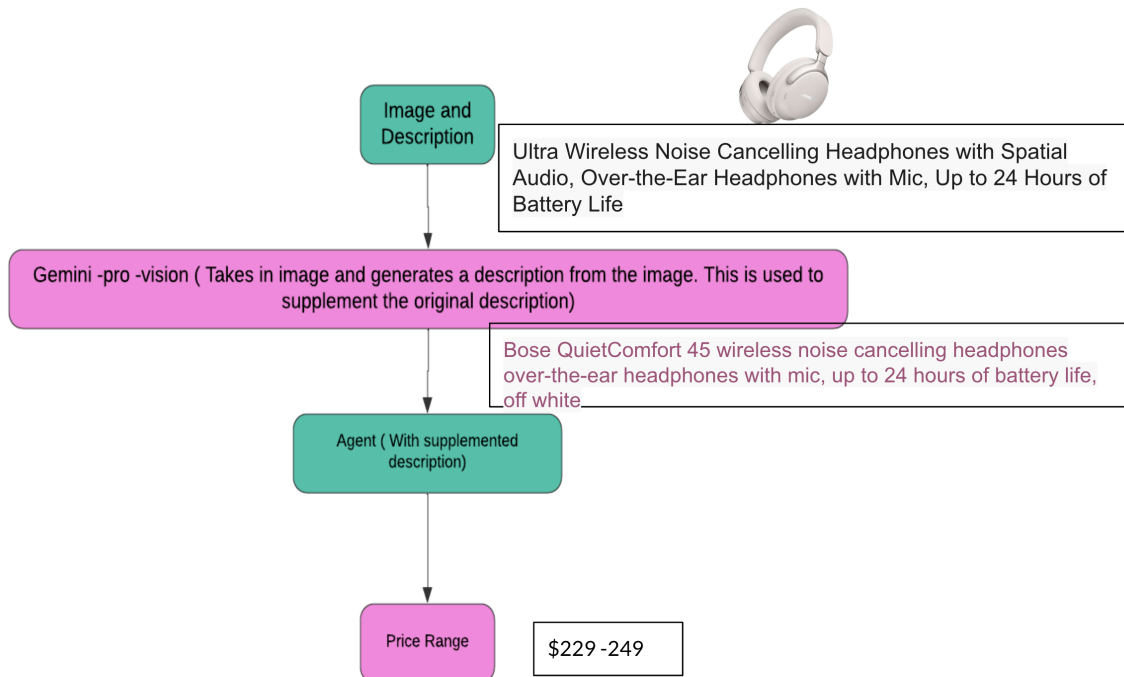 Image and
Description
Ultra Wireless Noise Cancelling Headphones with Spatial
Audio, Over-the-Ear Headphones with Mic, Up to 24 Hours of
Battery Life
Gemini -pro -vision ( Takes in image and generates a description from the image. This is used to
supplement the original description)
Bose QuietComfort 45 wireless noise cancelling headphones
over-the-ear headphones with mic, up to 24 hours of battery life,
off white
Agent ( With supplemented
description)
Price Range
$229 -249